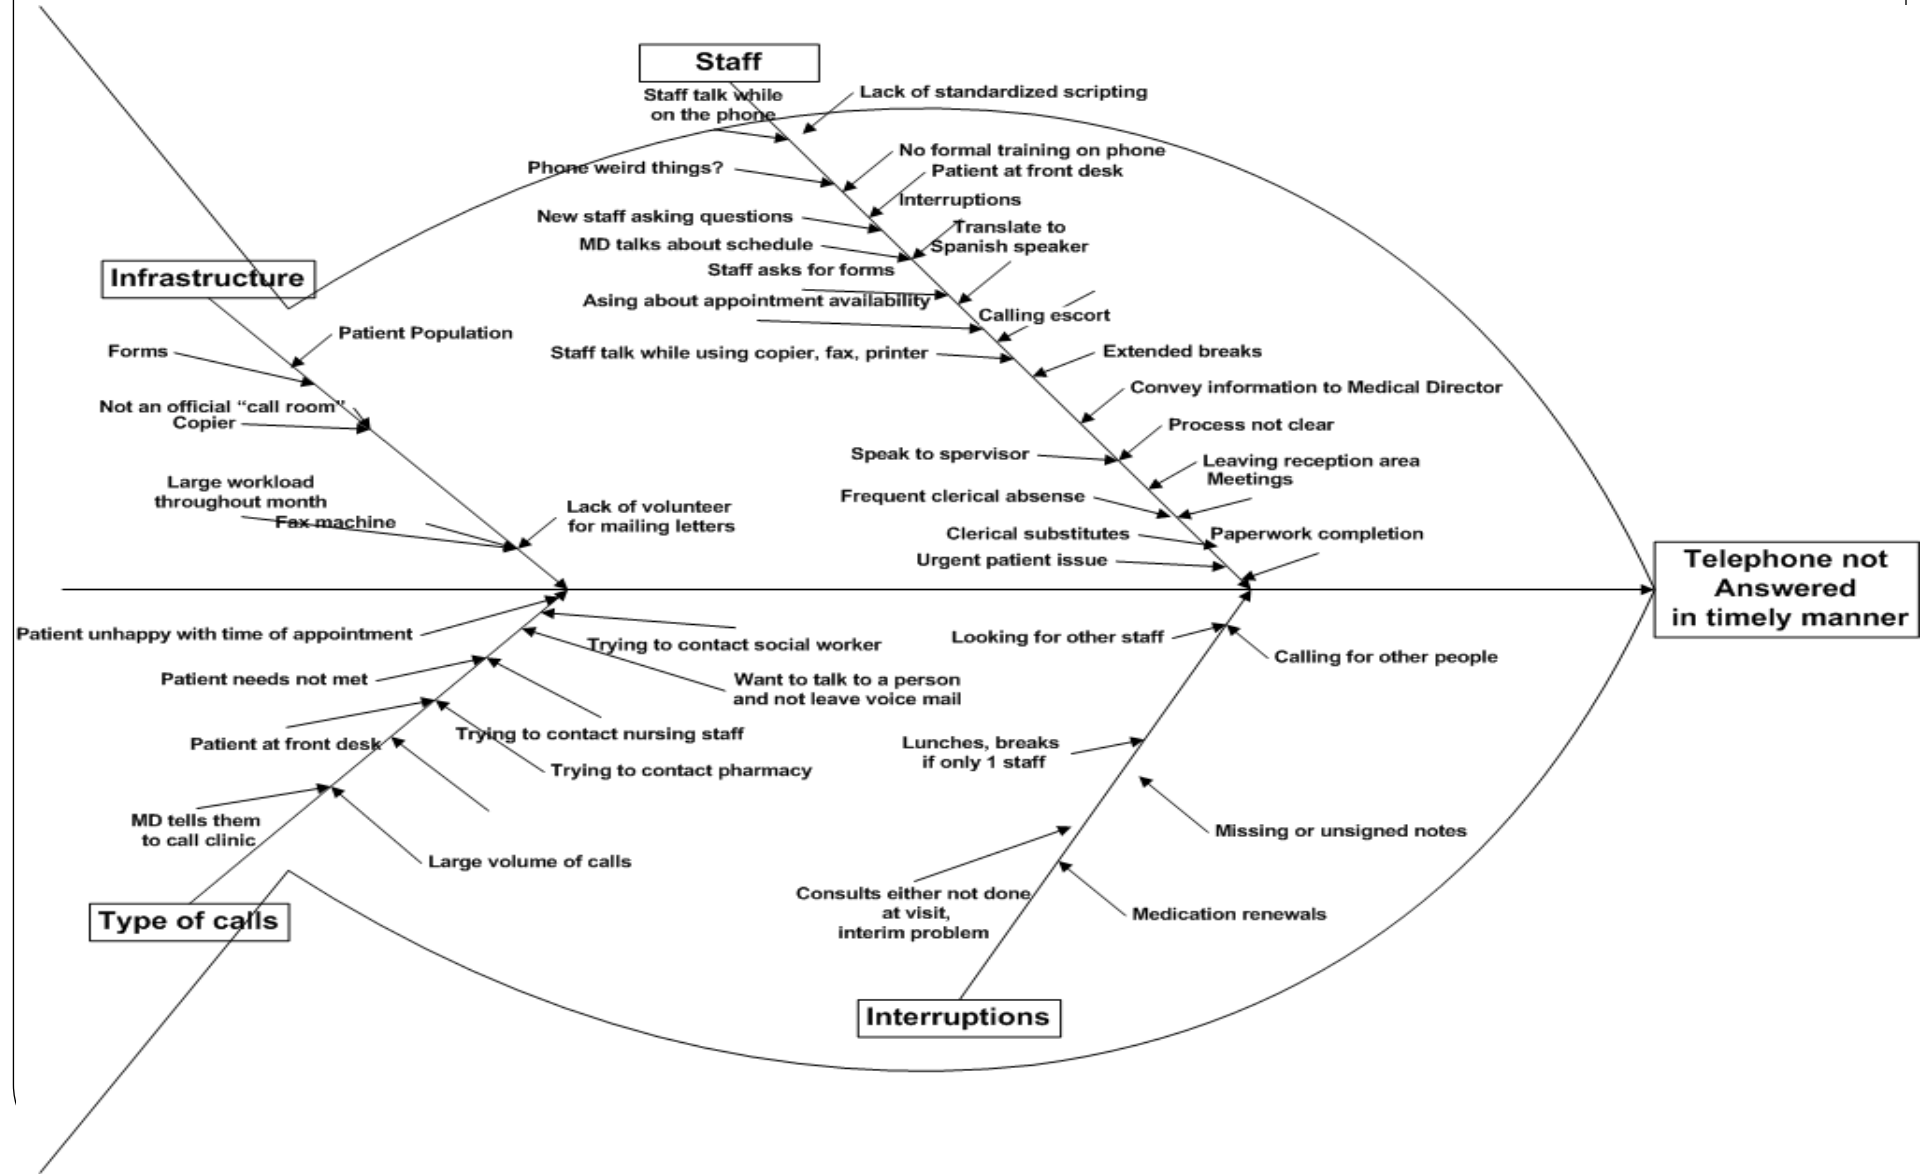 Staff
Staff talk while
on the phone
Lack of standardized scripting
No formal training on phone
Phone weird things?
Patient at front desk
Interruptions
New staff asking questions
Translate to
Spanish speaker
MD talks about schedule
Staff asks for forms
Asing about appointment availability
Calling escort
Staff talk while using copier, fax, printer
Extended breaks
Convey information to Medical Director
Process not clear
Speak to spervisor
Leaving reception area
Meetings
Frequent clerical absense
Clerical substitutes
Paperwork completion
Urgent patient issue
Infrastructure
Patient Population
Forms
Not an official “call room”
Copier
Large workload
throughout month
Fax machine
Lack of volunteer
for mailing letters
Telephone not
Answered
in timely manner
Patient unhappy with time of appointment
Trying to contact social worker
Patient needs not met
Want to talk to a person
and not leave voice mail
Trying to contact nursing staff
Patient at front desk
Trying to contact pharmacy
MD tells them
to call clinic
Large volume of calls
Type of calls
Looking for other staff
Calling for other people
Lunches, breaks
if only 1 staff
Missing or unsigned notes
Consults either not done
at visit,
interim problem
Medication renewals
Interruptions